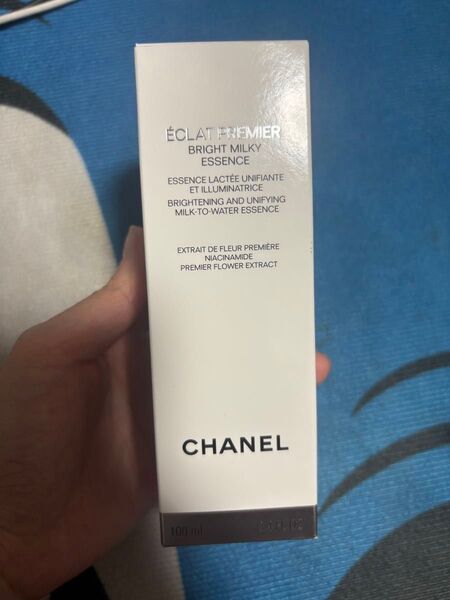 ÉCLAT PREMIER
BRIGHT MILKY
ESSENCE
ESSENCE LACTÉE UNIFIANTE
ET ILLUMINATRICE
BRIGHTENING AND UNIFYING
MILK-TO-WATER ESSENCE
EXTRAIT DE FLEUR PREMIÈRE
NIACINAMIDE
PREMIER FLOWER EXTRACT
CHANEL
100 ml